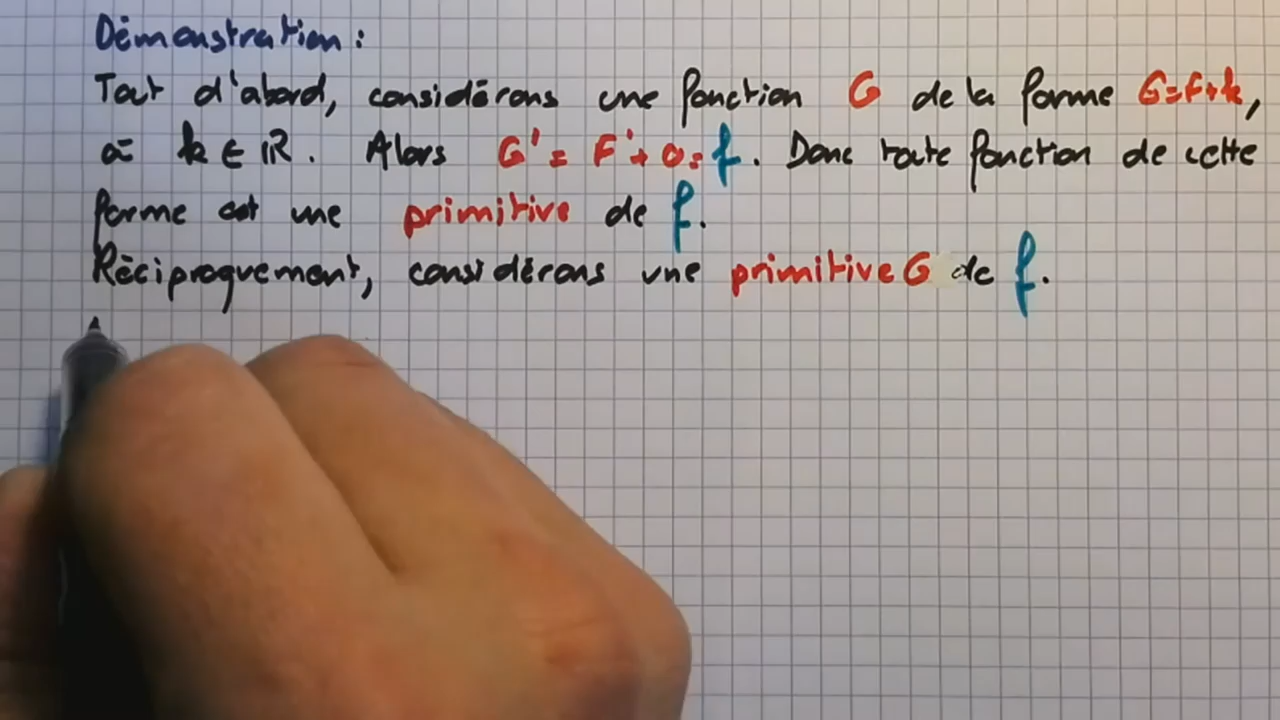 Démonstration :
Tout d'abord, considérons une fonction G de la forme G=F+k,
où k ∈ ℝ. Alors G' = F'+ 0 = f. Donc toute fonction de cette
forme est une primitive de f.
Réciproquement, considérons une primitive G de f.